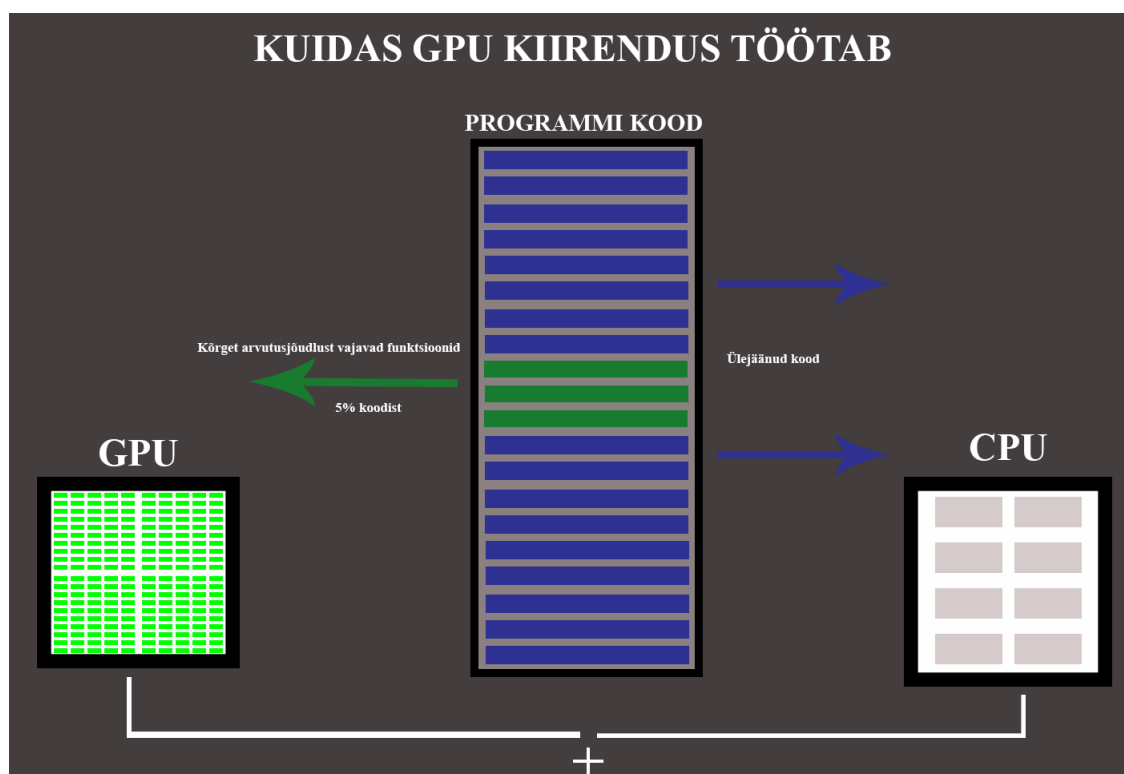 KUIDAS GPU KIIRENDUS TÖÖTAB
PROGRAMMI KOOD
Kõrget arvutusjõudlust vajavad funktsioonid
5% koodist
Ülejäänud kood
GPU
CPU
+